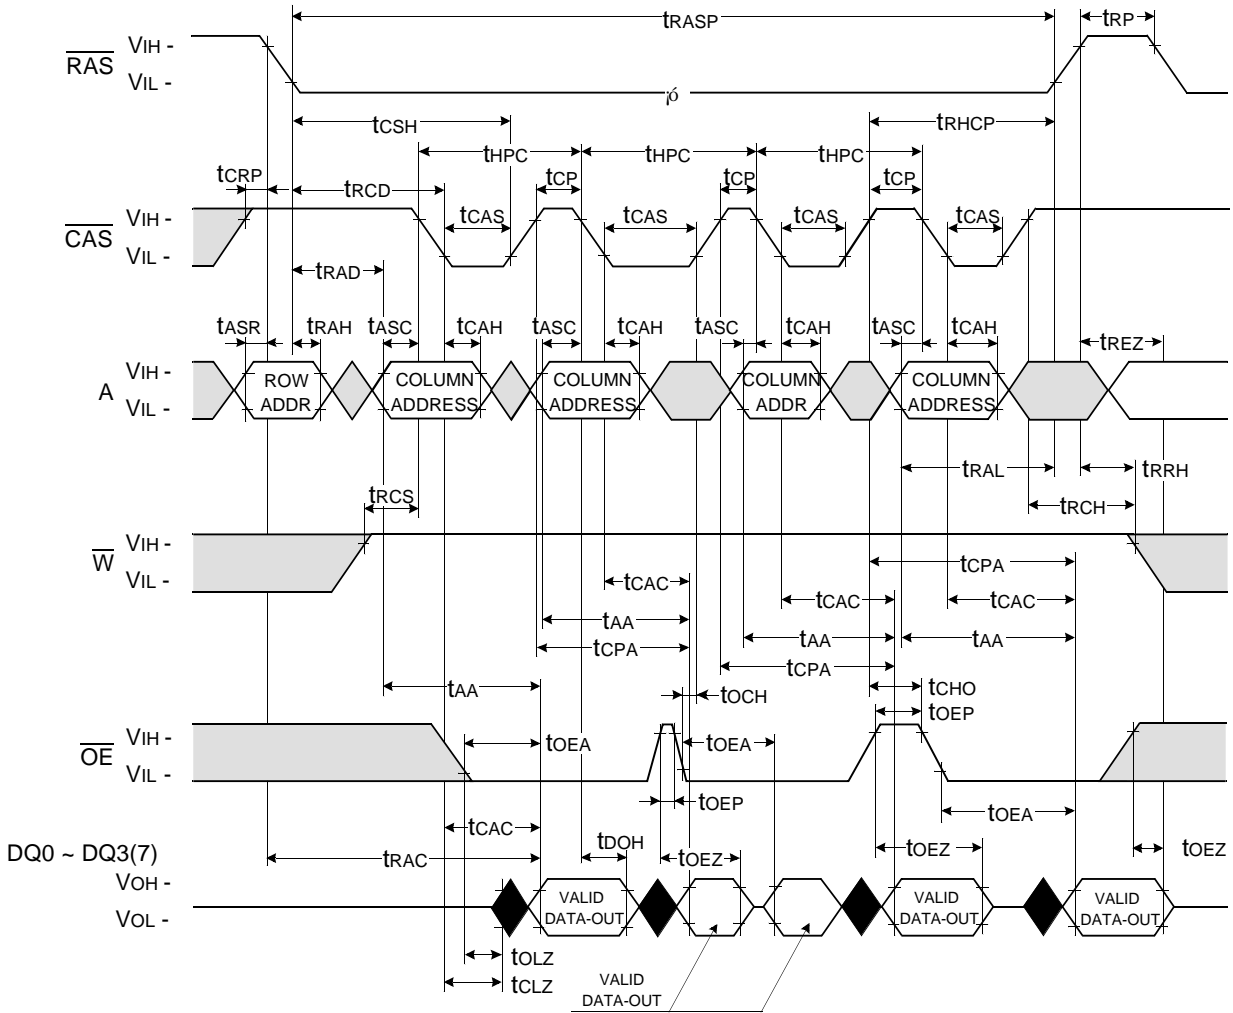 tRASP
tRP
RAS
VIH -
VIL -
¡ó
tCSH
tRHCP
tHPC
tHPC
tHPC
tCRP
tRCD
tCP
tCP
tCP
CAS
VIH -
VIL -
tCAS
tCAS
tCAS
tCAS
tRAD
tASR
tRAH
tASC
tCAH
tASC
tCAH
tASC
tCAH
tASC
tCAH
tREZ
A
VIH -
VIL -
ROW
ADDR
COLUMN
ADDRESS
COLUMN
ADDRESS
COLUMN
ADDR
COLUMN
ADDRESS
tRAL
tRRH
tRCS
tRCH
W
VIH -
VIL -
tCPA
tCAC
tCAC
tCAC
tAA
tAA
tAA
tCPA
tCPA
tAA
tOCH
tCHO
tOEP
OE
VIH -
VIL -
tOEA
tOEA
tOEP
tOEA
tCAC
tDOH
tRAC
tOEZ
tOEZ
tOEZ
DQ0 ~ DQ3(7)
VOH -
VOL -
VALID
DATA-OUT
VALID
DATA-OUT
VALID
DATA-OUT
tOLZ
tCLZ
VALID
DATA-OUT